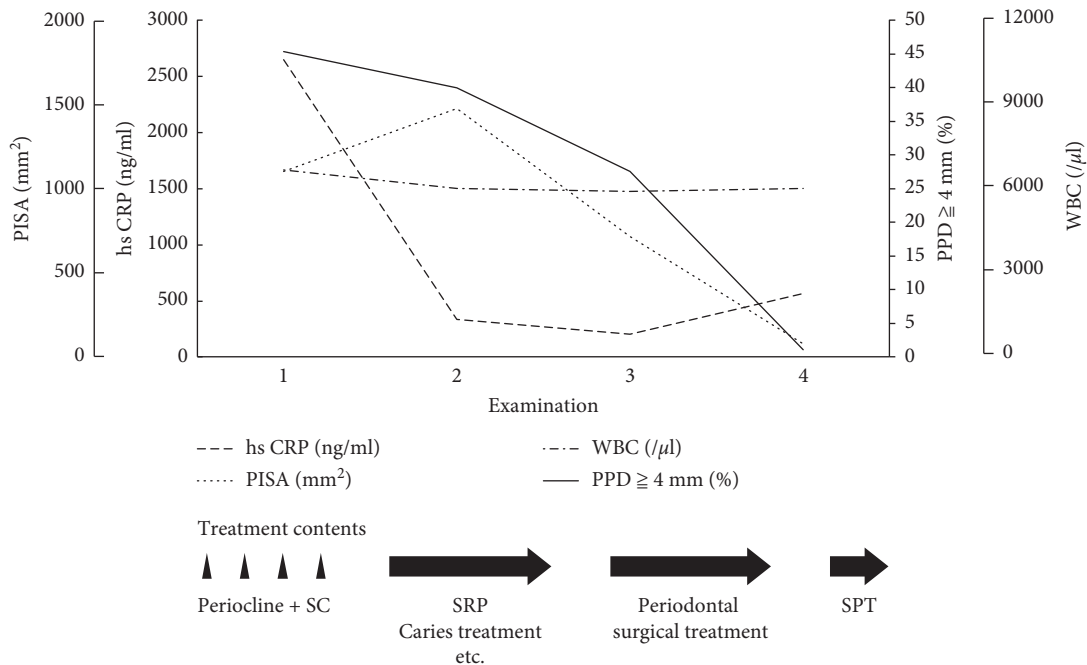 2000
1500
1000
500
0
PISA (mm²)
3000
2500
2000
1500
1000
500
0
hs CRP (ng/ml)
50
45
40
35
30
25
20
15
10
5
0
PPD ≧ 4 mm (%)
12000
9000
6000
3000
0
WBC (/μl)
1 2 3 4
Examination
hs CRP (ng/ml)
PISA (mm²)
WBC (/μl)
PPD ≧ 4 mm (%)
Treatment contents
Periocline + SC
SRP
Caries treatment
etc.
Periodontal
surgical treatment
SPT